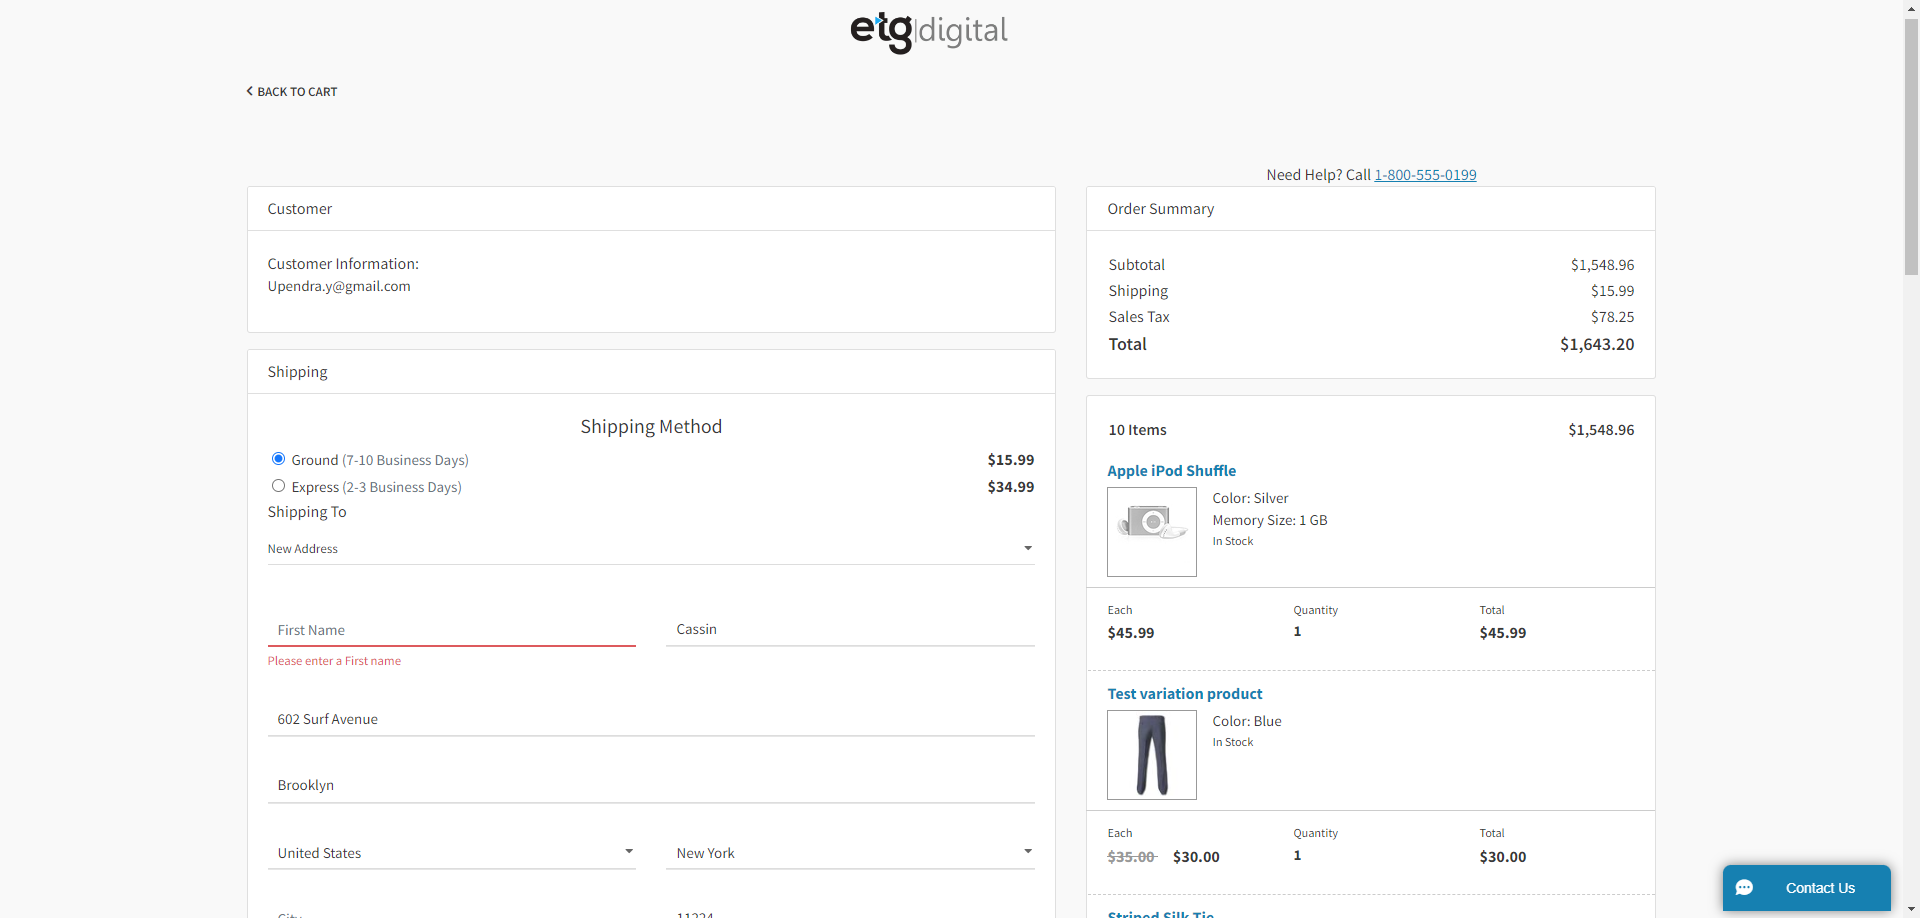 etg|digital
BACK TO CART
Need Help? Call 1-800-555-0199
Customer
Customer Information:
Upendra.y@gmail.com
Shipping
Shipping Method
Ground (7-10 Business Days) $15.99
Express (2-3 Business Days) $34.99
Shipping To
New Address
First Name
Cassin
Please enter a First name
602 Surf Avenue
Brooklyn
United States
New York
City
11224
Order Summary
Subtotal $1,548.96
Shipping $15.99
Sales Tax $78.25
Total $1,643.20
10 Items $1,548.96
Apple iPod Shuffle
Color: Silver
Memory Size: 1 GB
In Stock
Each Quantity Total
$45.99 1 $45.99
Test variation product
Color: Blue
In Stock
Each Quantity Total
$35.00 $30.00 1 $30.00
Striped Silk Tie
Contact Us